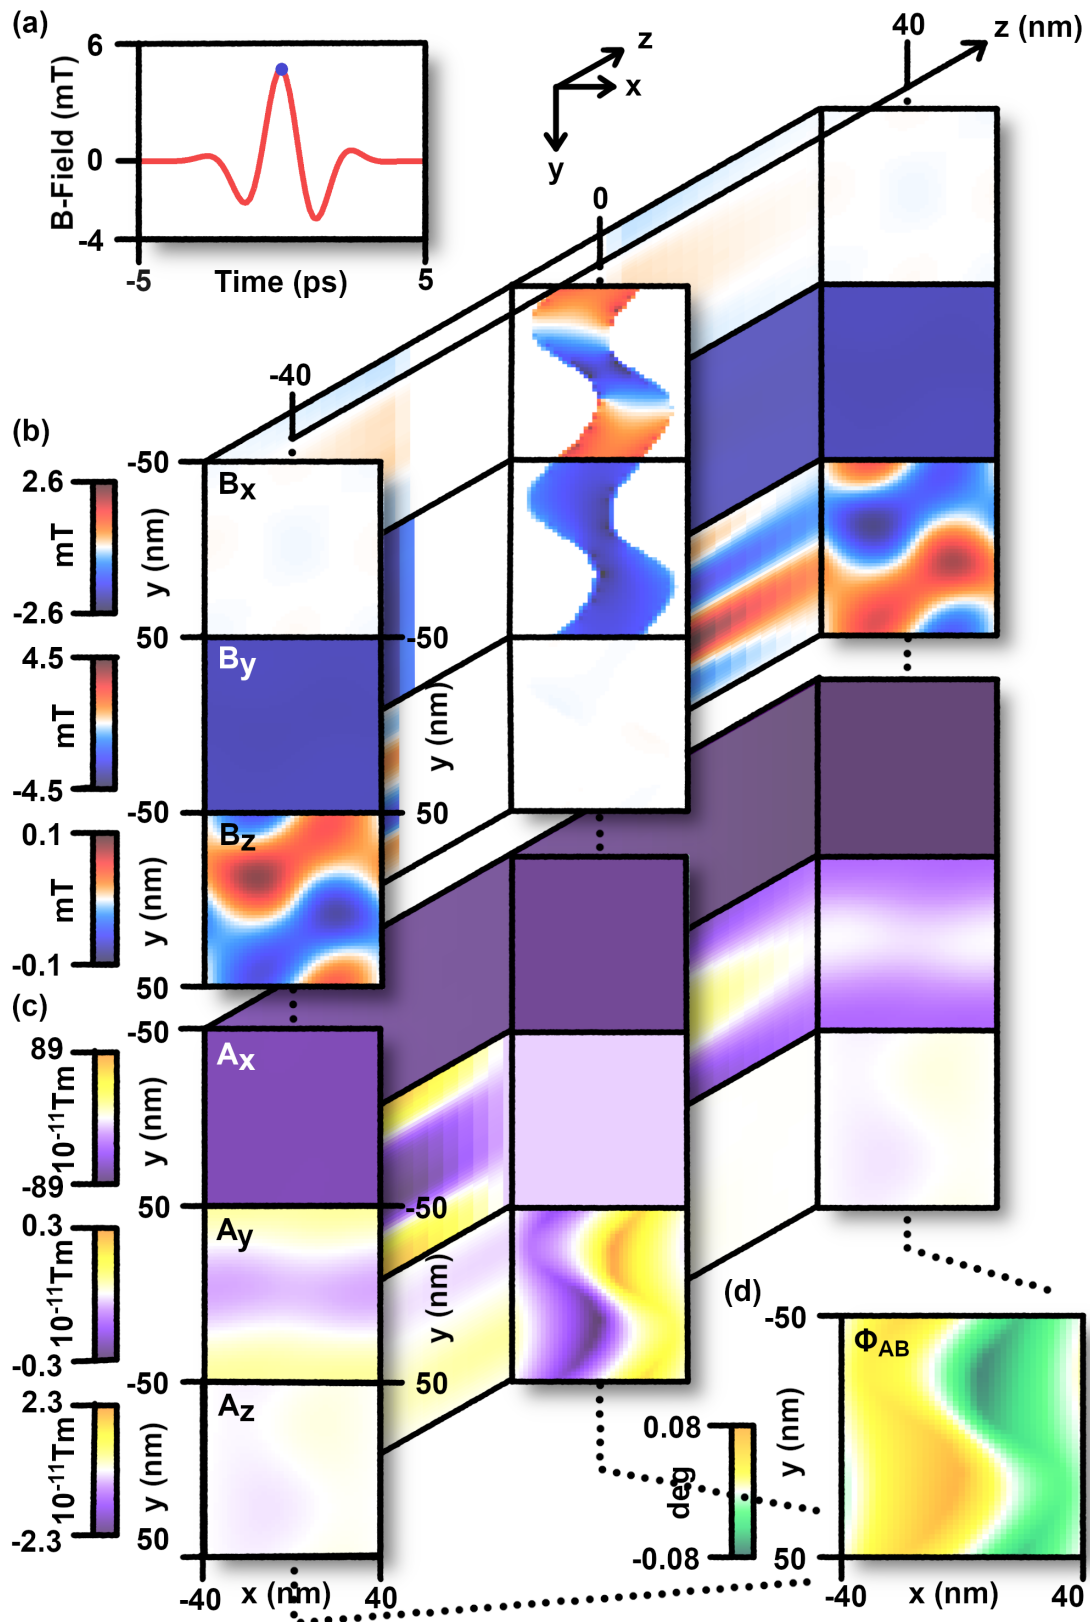 (a)
6
0
-4
B-Field (mT)
-5
Time (ps)
5
z
x
y
40
z (nm)
0
-40
(b)
2.6
mT
-2.6
4.5
mT
-4.5
0.1
mT
-0.1
-50
y (nm)
50
-50
y (nm)
50
-50
y (nm)
50
Bx
By
Bz
(c)
89
10-11Tm
-89
0.3
10-11Tm
-0.3
2.3
10-11Tm
-2.3
-50
y (nm)
50
-50
y (nm)
50
-50
y (nm)
50
Ax
Ay
Az
-40
x (nm)
40
(d)
ΦAB
0.08
deg
-0.08
-50
y (nm)
50
-40
x (nm)
40